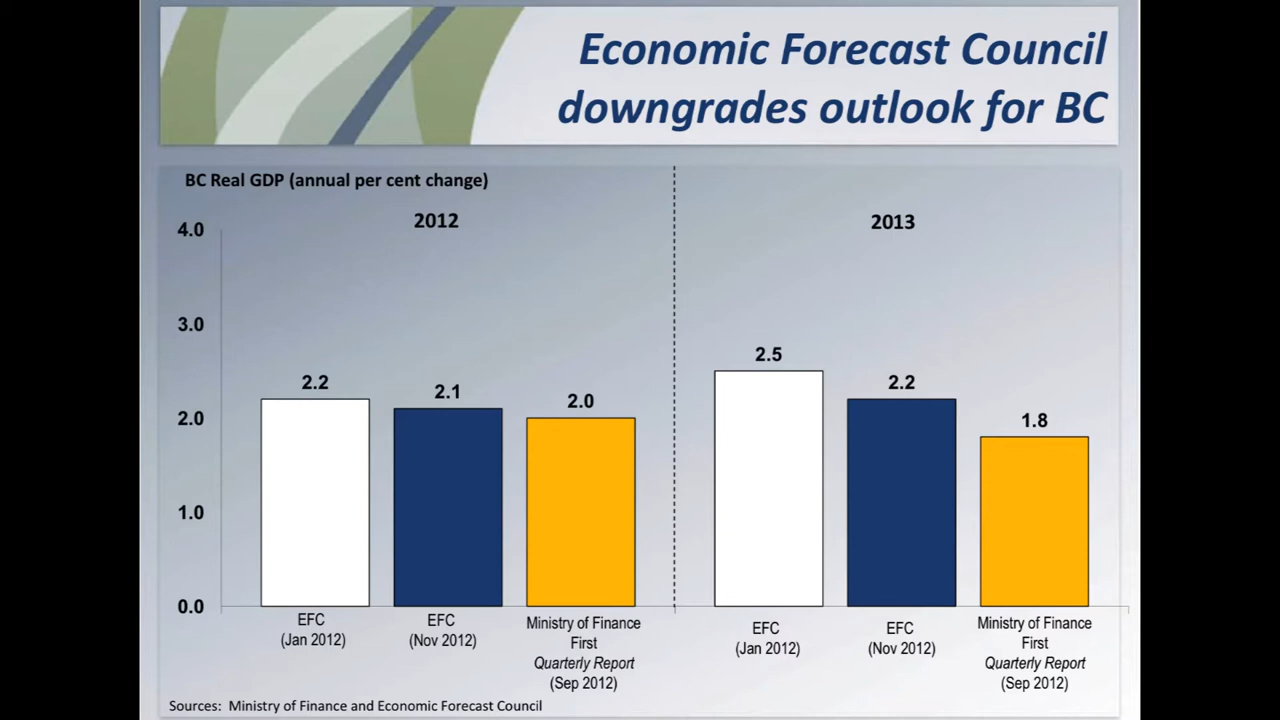 Economic Forecast Council
downgrades outlook for BC
BC Real GDP (annual per cent change)
2012
2013
4.0
3.0
2.0
1.0
0.0
2.2
2.1
2.0
2.5
2.2
1.8
EFC
(Jan 2012)
EFC
(Nov 2012)
Ministry of Finance
First
Quarterly Report
(Sep 2012)
EFC
(Jan 2012)
EFC
(Nov 2012)
Ministry of Finance
First
Quarterly Report
(Sep 2012)
Sources: Ministry of Finance and Economic Forecast Council